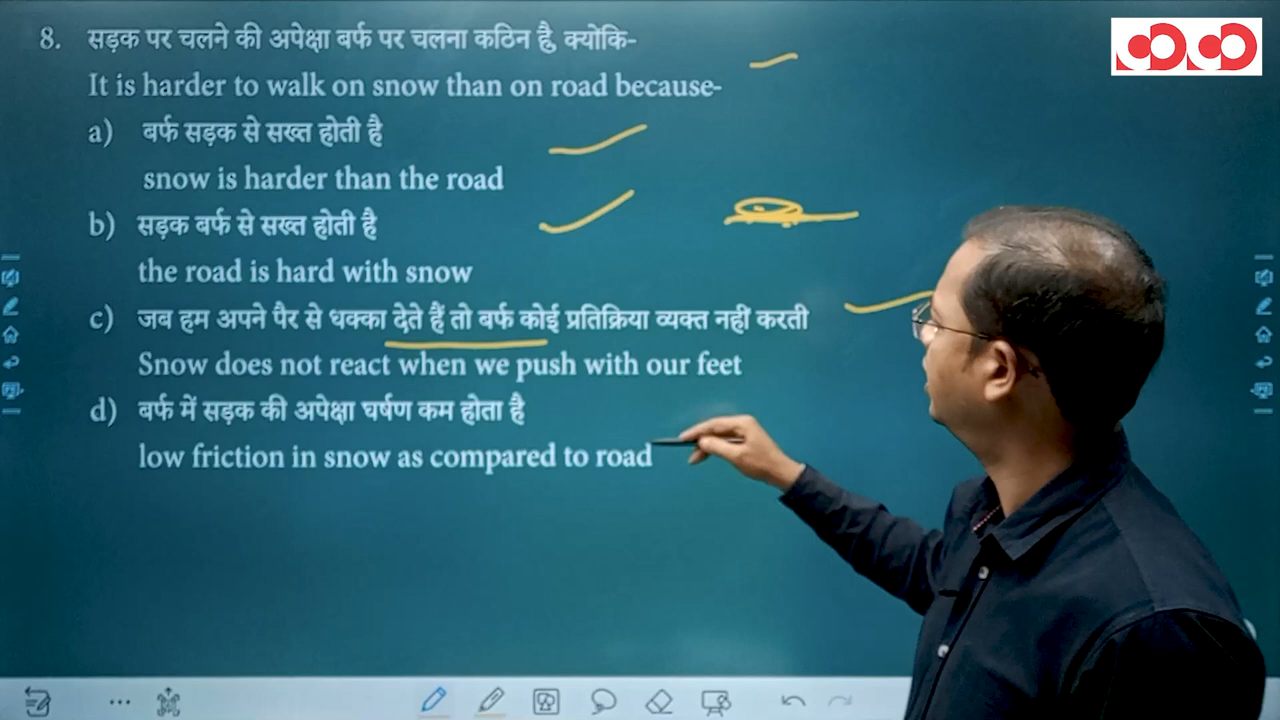 8. सड़क पर चलने की अपेक्षा बर्फ पर चलना कठिन है, क्योंकि-
It is harder to walk on snow than on road because-
a) बर्फ सड़क से सख्त होती है
snow is harder than the road
b) सड़क बर्फ से सख्त होती है
the road is hard with snow
c) जब हम अपने पैर से धक्का देते हैं तो बर्फ कोई प्रतिक्रिया व्यक्त नहीं करती
Snow does not react when we push with our feet
d) बर्फ में सड़क की अपेक्षा घर्षण कम होता है
low friction in snow as compared to road